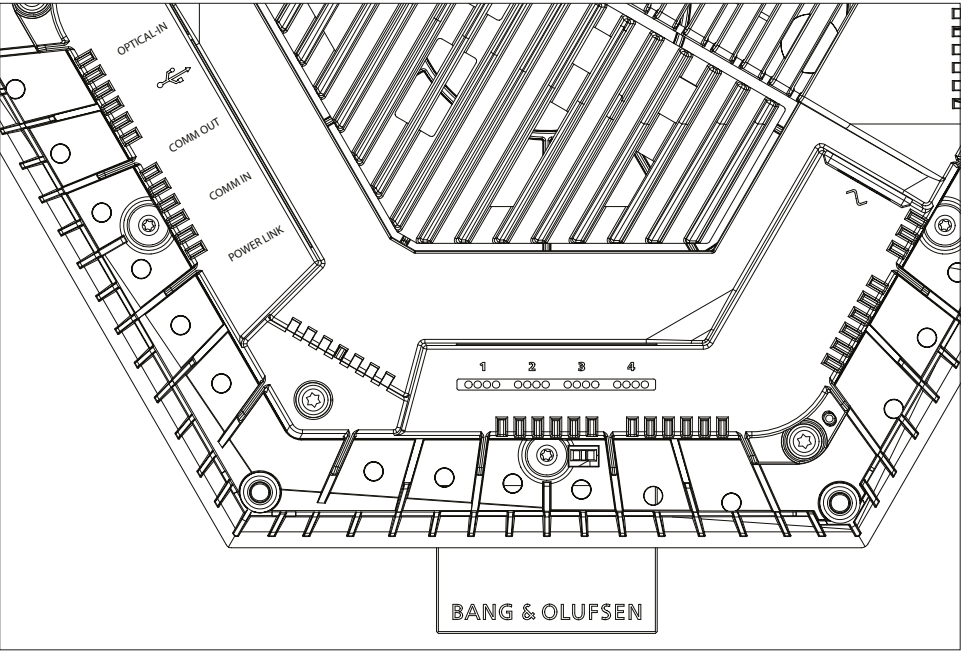 OPTICAL-IN
COMM OUT
COMM IN
POWER LINK
1 2 3 4
BANG & OLUFSEN